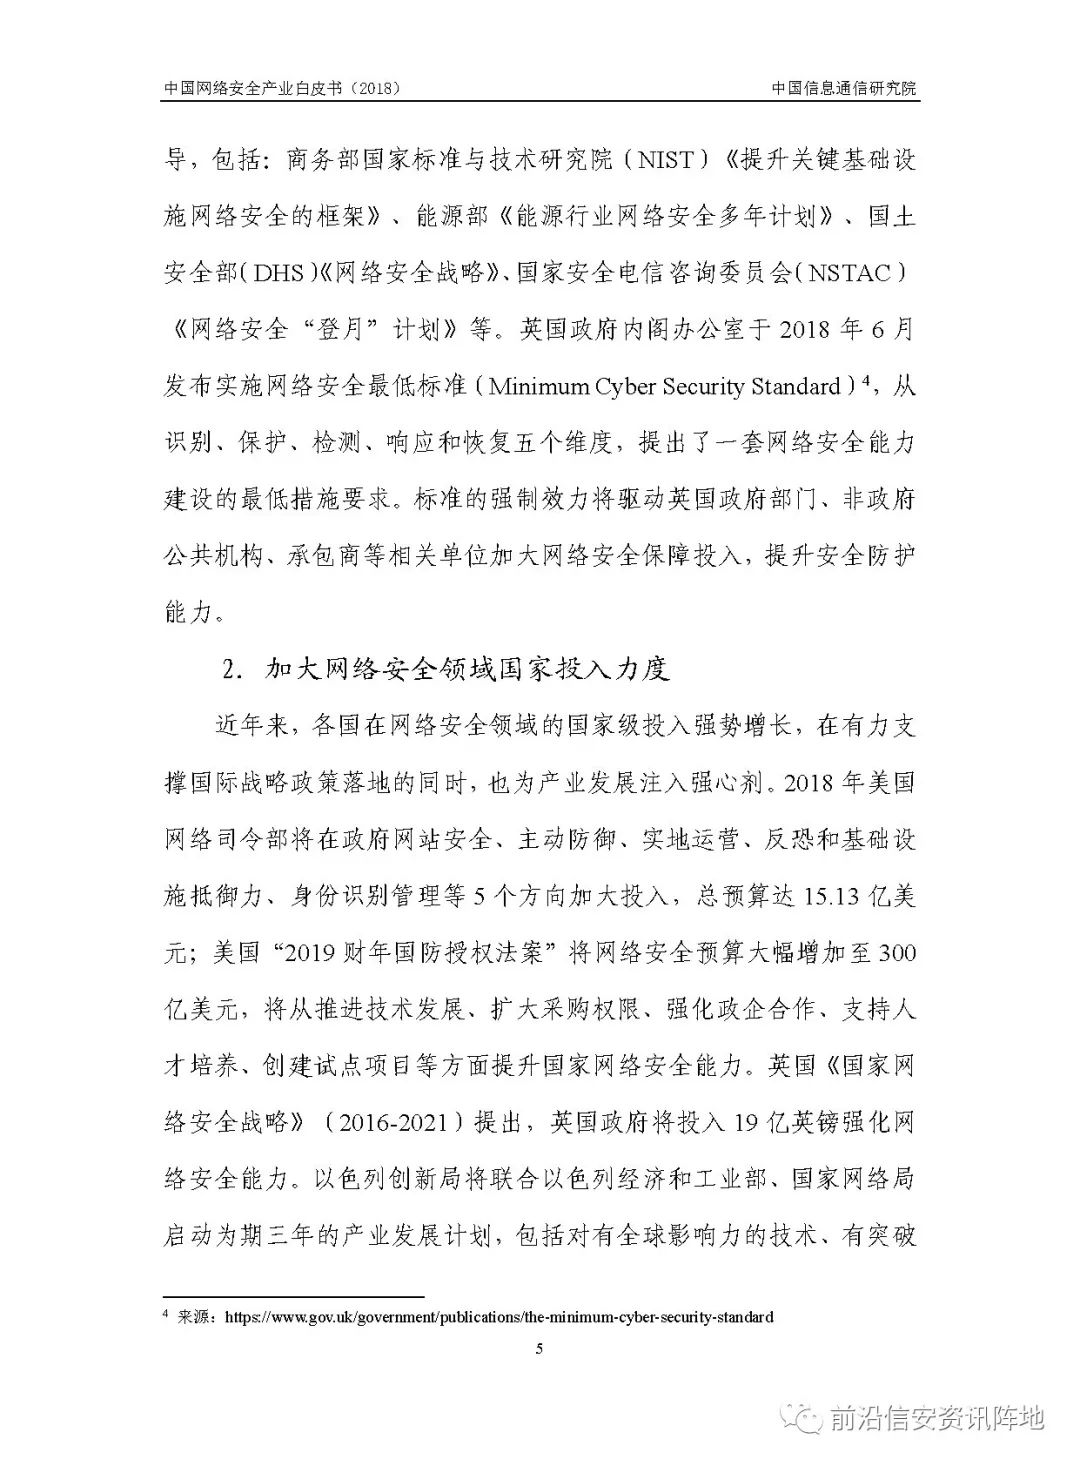 中国网络安全产业白皮书（2018）
中国信息通信研究院
导，包括：商务部国家标准与技术研究院（NIST）《提升关键基础设
施网络安全的框架》、能源部《能源行业网络安全多年计划》、国土
安全部（DHS）《网络安全战略》、国家安全电信咨询委员会（NSTAC）
《网络安全“登月”计划》等。英国政府内阁办公室于 2018 年 6 月
发布实施网络安全最低标准（Minimum Cyber Security Standard）4，从
识别、保护、检测、响应和恢复五个维度，提出了一套网络安全能力
建设的最低措施要求。标准的强制效力将驱动英国政府部门、非政府
公共机构、承包商等相关单位加大网络安全保障投入，提升安全防护
能力。
2. 加大网络安全领域国家投入力度
近年来，各国在网络安全领域的国家级投入强势增长，在有力支
撑国际战略政策落地的同时，也为产业发展注入强心剂。2018 年美国
网络司令部将在政府网站安全、主动防御、实地运营、反恐和基础设
施抵御力、身份识别管理等 5 个方向加大投入，总预算达 15.13 亿美
元；美国“2019 财年国防授权法案”将网络安全预算大幅增加至 300
亿美元，将从推进技术发展、扩大采购权限、强化政企合作、支持人
才培养、创建试点项目等方面提升国家网络安全能力。英国《国家网
络安全战略》（2016-2021）提出，英国政府将投入 19 亿英镑强化网
络安全能力。以色列创新局将联合以色列经济和工业部、国家网络局
启动为期三年的产业发展计划，包括对有全球影响力的技术、有突破
4 来源：https://www.gov.uk/government/publications/the-minimum-cyber-security-standard
5
前沿信安资讯阵地